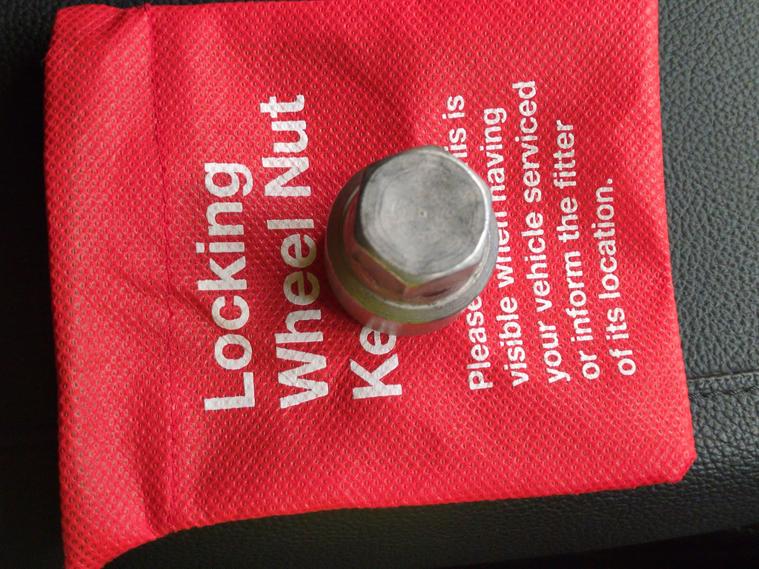 Locking
Wheel Nut
Ke
Please is
visible when having
your vehicle serviced
or inform the fitter
of its location.